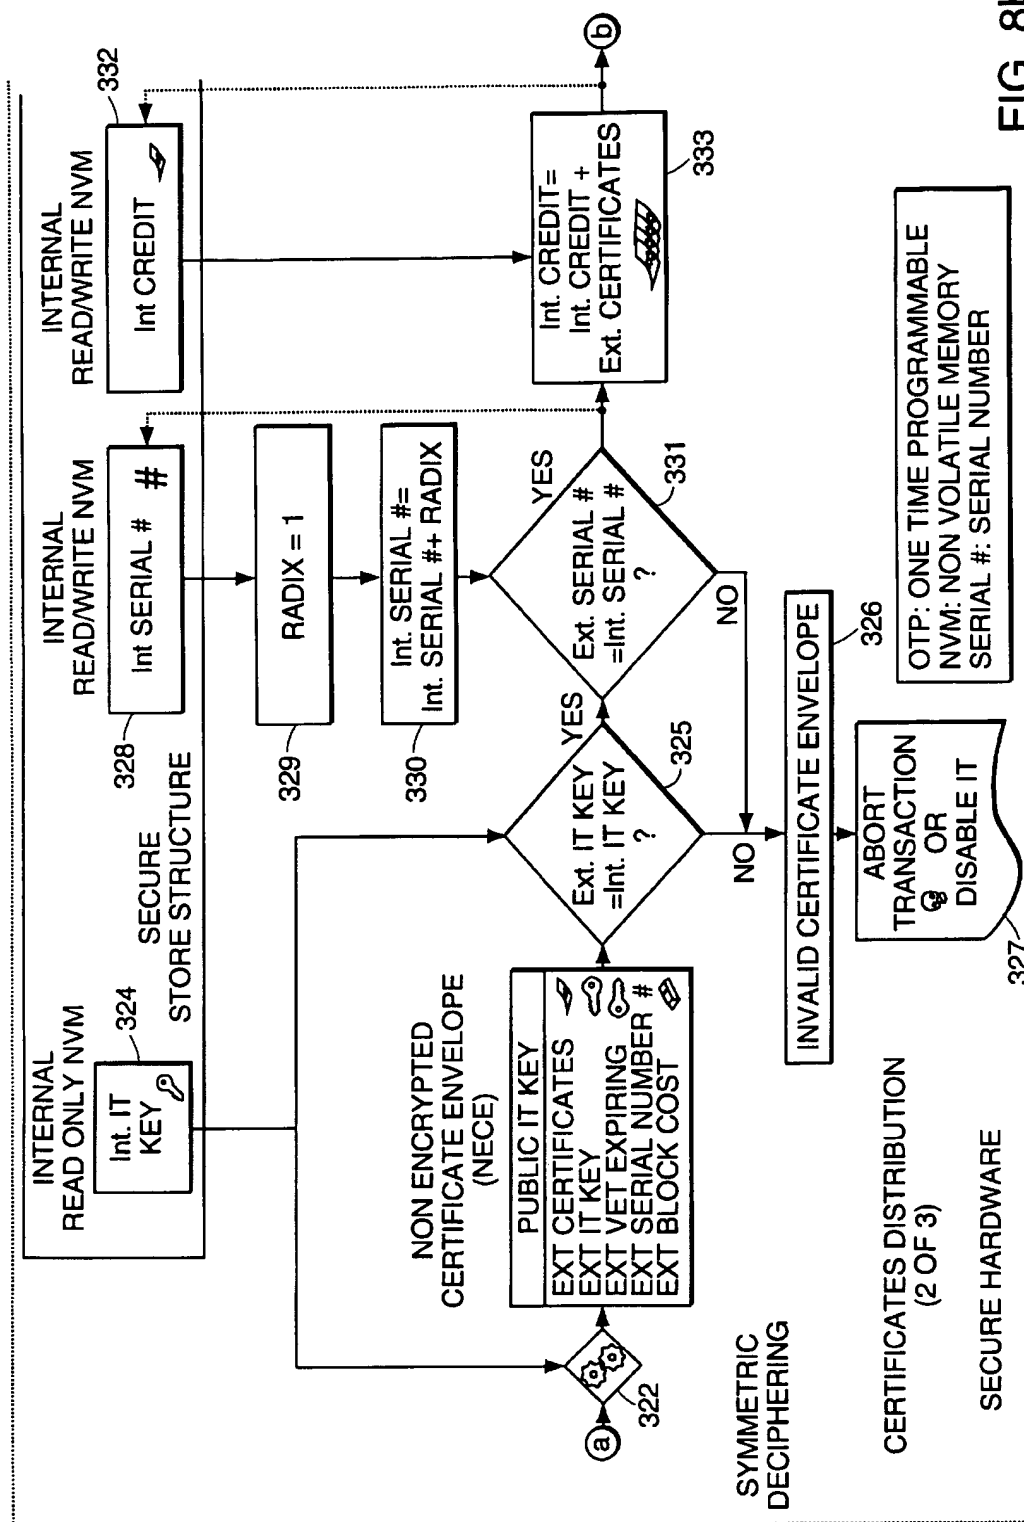 INTERNAL
READ ONLY NVM
Int. IT
KEY
324
SECURE
STORE STRUCTURE
INTERNAL
READ/WRITE NVM
Int SERIAL # #
328
INTERNAL
READ/WRITE NVM
Int CREDIT
332
RADIX = 1
329
Int. SERIAL #=
Int. SERIAL #+ RADIX
330
NON ENCRYPTED
CERTIFICATE ENVELOPE
(NECE)
PUBLIC IT KEY
EXT CERTIFICATES
EXT IT KEY
EXT VET EXPIRING
EXT SERIAL NUMBER #
EXT BLOCK COST
a
322
Ext. IT KEY
=Int. IT KEY
?
YES
325
NO
Ext. SERIAL #
=Int. SERIAL #
?
YES
331
NO
Int. CREDIT=
Int. CREDIT +
Ext. CERTIFICATES
333
b
SYMMETRIC
DECIPHERING
INVALID CERTIFICATE ENVELOPE
326
ABORT
TRANSACTION
OR
DISABLE IT
327
CERTIFICATES DISTRIBUTION
(2 OF 3)
SECURE HARDWARE
OTP: ONE TIME PROGRAMMABLE
NVM: NON VOLATILE MEMORY
SERIAL #: SERIAL NUMBER
FIG.